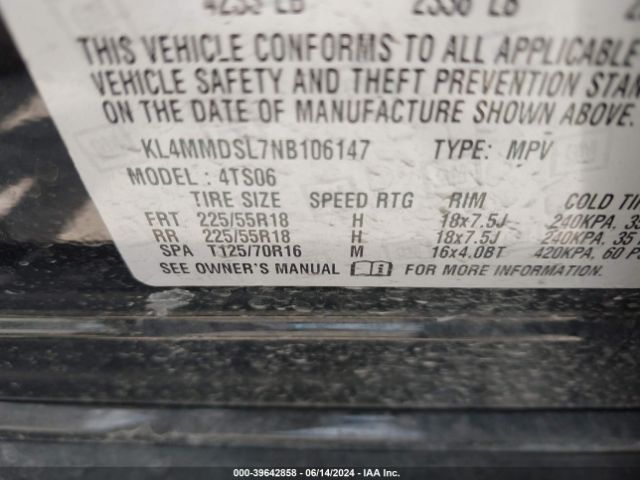 THIS VEHICLE CONFORMS TO ALL APPLICABLE
VEHICLE SAFETY AND THEFT PREVENTION STAN
ON THE DATE OF MANUFACTURE SHOWN ABOVE.
KL4MMDSL7NB106147 TYPE: MPV
MODEL: 4TS06
TIRE SIZE SPEED RTG RIM COLD TI
FRT 225/55R18 H 18x7.5J 240KPA, 35
RR 225/55R18 H 18x7.5J 240KPA, 35
SPA T125/70R16 M 16x4.0BT 420KPA, 60 P
SEE OWNER'S MANUAL FOR MORE INFORMATION
000-39642858 - 06/14/2024 - IAA Inc.